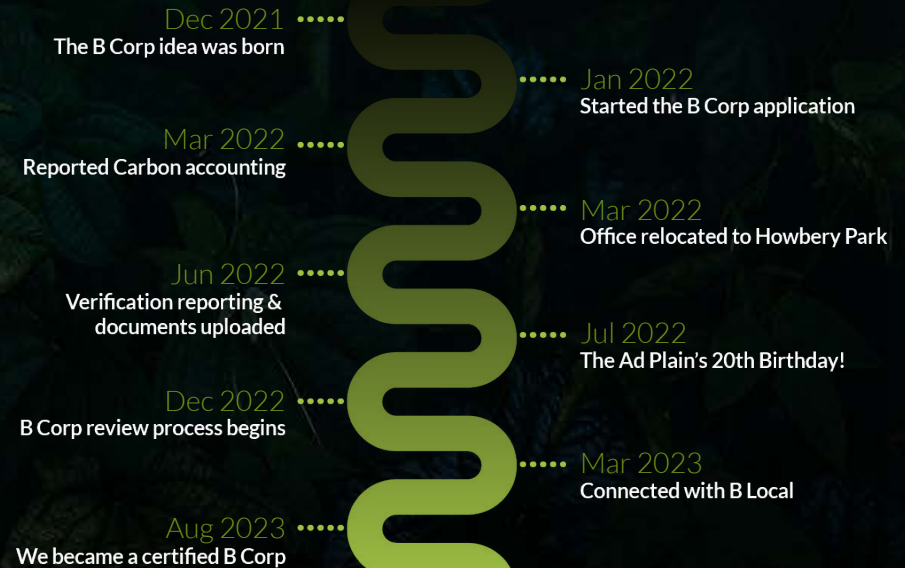 Dec 2021
The B Corp idea was born
Jan 2022
Started the B Corp application
Mar 2022
Reported Carbon accounting
Mar 2022
Office relocated to Howbery Park
Jun 2022
Verification reporting &
documents uploaded
Jul 2022
The Ad Plain's 20th Birthday!
Dec 2022
B Corp review process begins
Mar 2023
Connected with B Local
Aug 2023
We became a certified B Corp